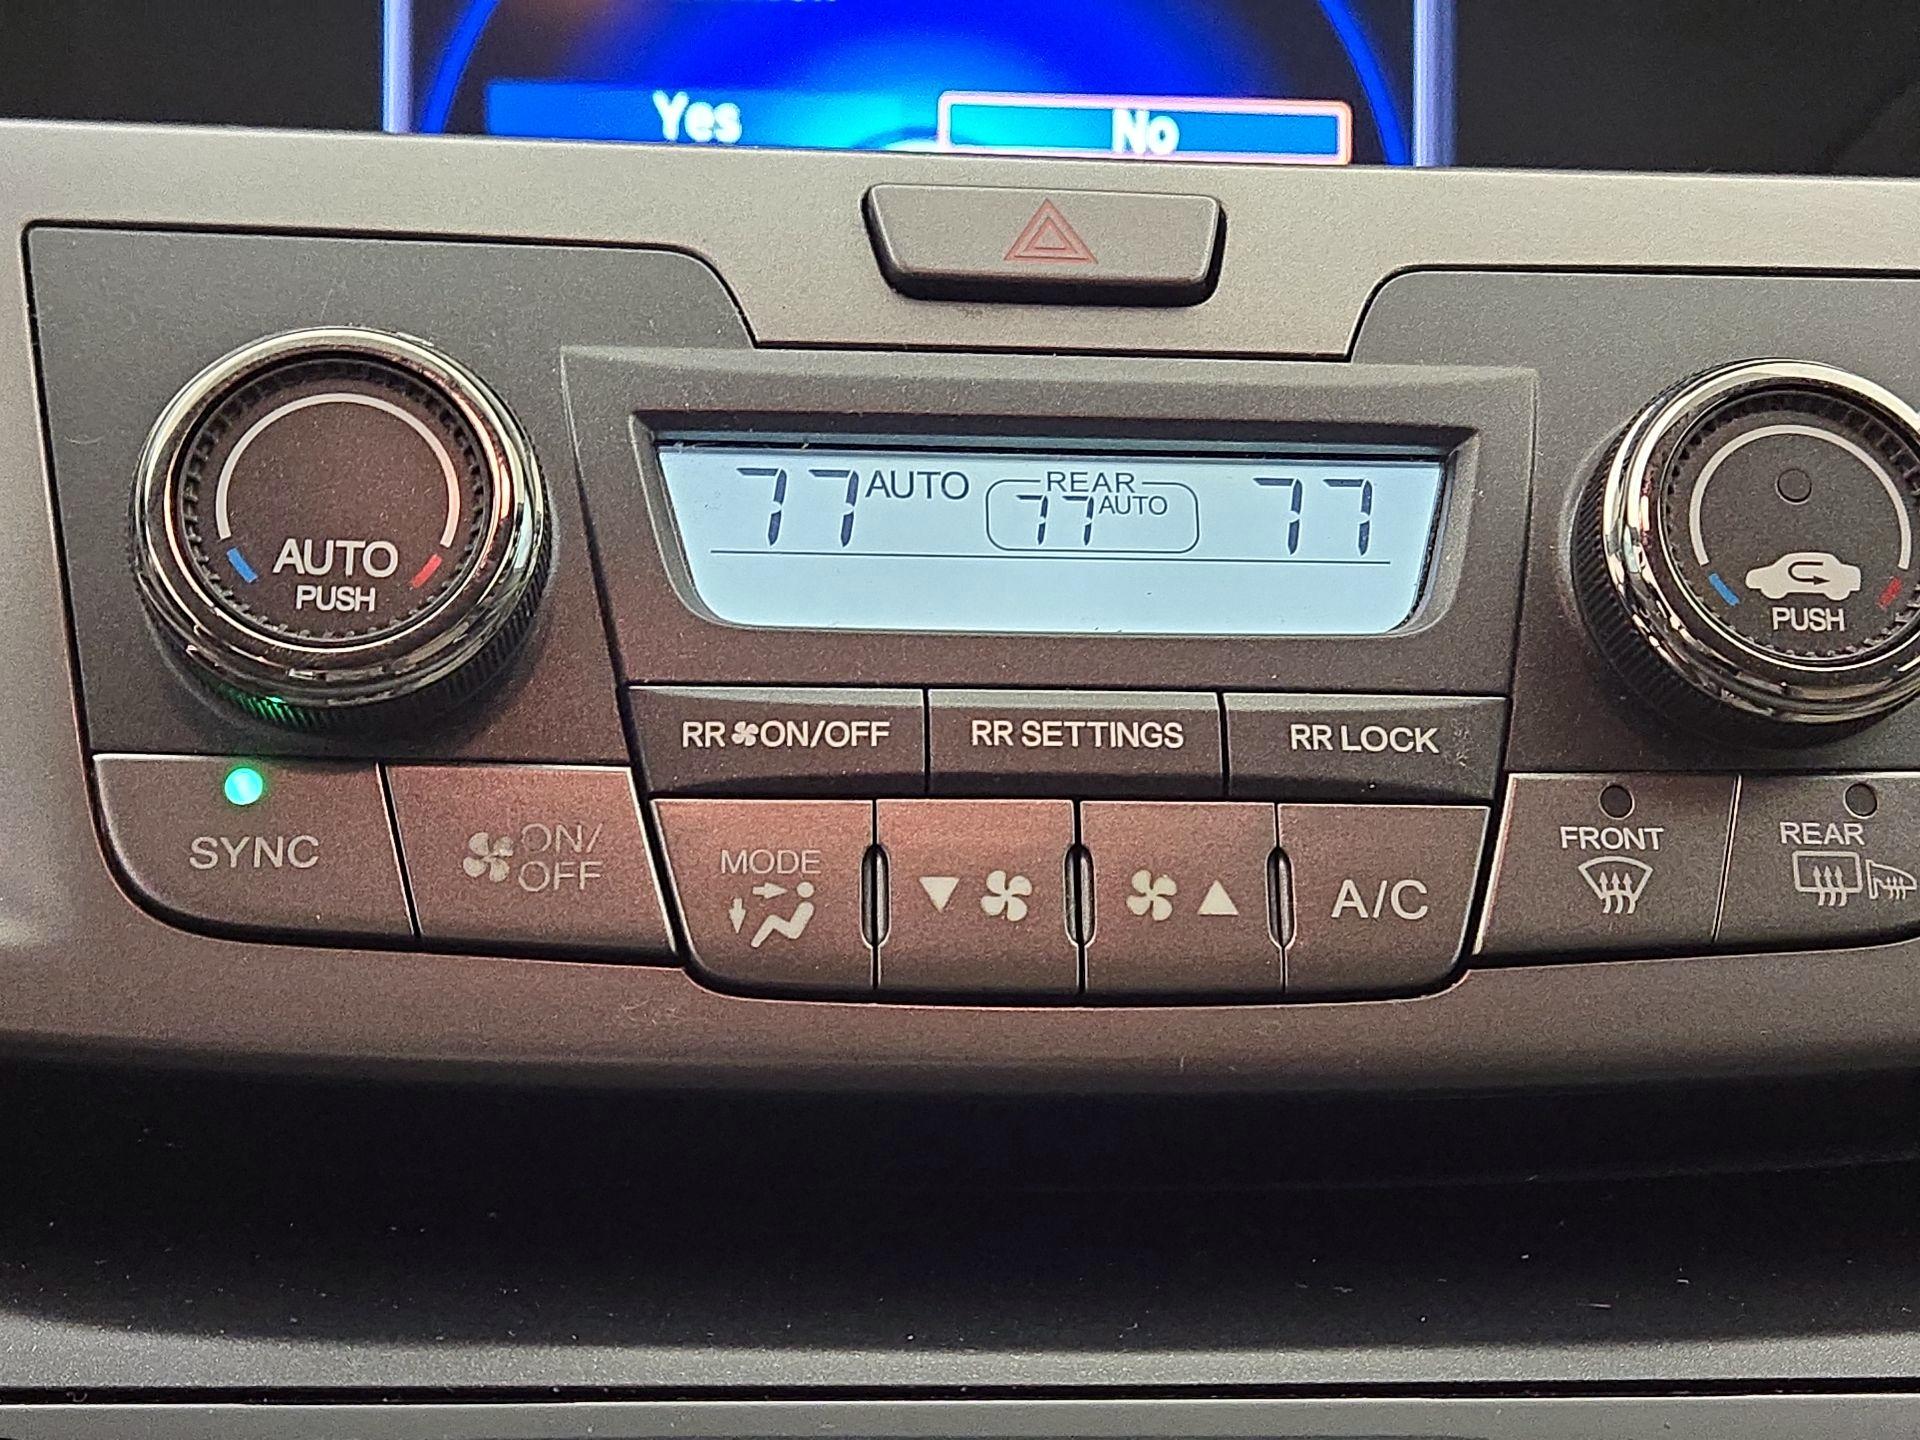 Yes No
77 AUTO REAR 77 AUTO 77
AUTO
PUSH
PUSH
RR ON/OFF RR SETTINGS RR LOCK
SYNC
ON/
OFF
MODE
A/C
FRONT
REAR